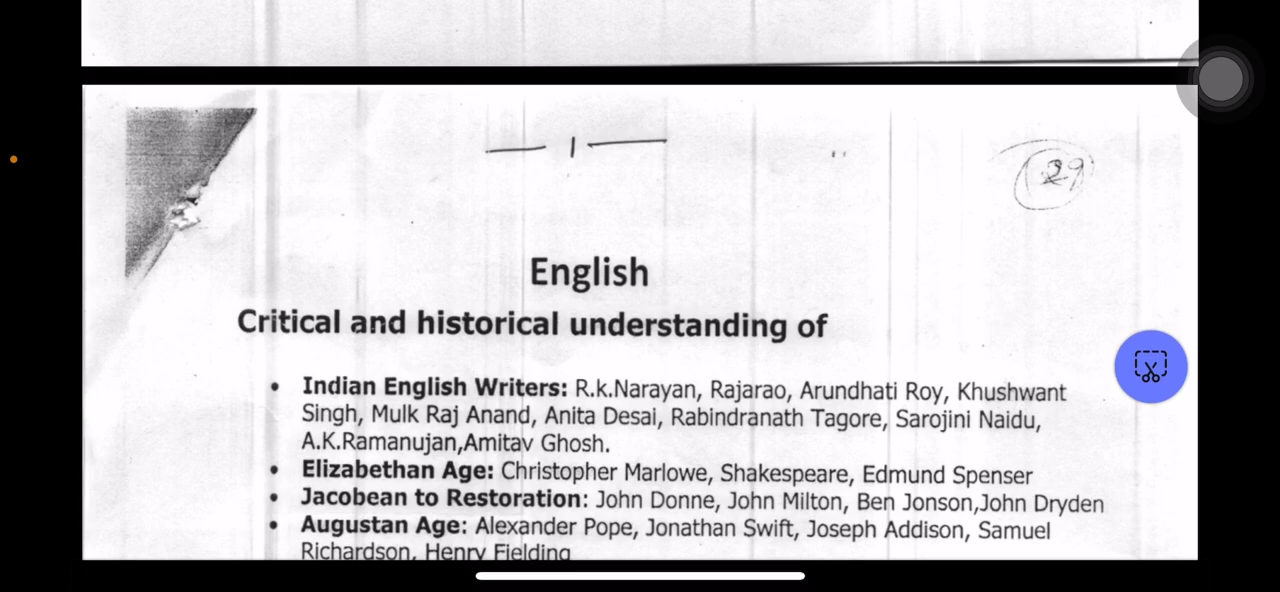 — 1 —
29
English
Critical and historical understanding of
• Indian English Writers: R.k.Narayan, Rajarao, Arundhati Roy, Khushwant
Singh, Mulk Raj Anand, Anita Desai, Rabindranath Tagore, Sarojini Naidu,
A.K.Ramanujan,Amitav Ghosh.
• Elizabethan Age: Christopher Marlowe, Shakespeare, Edmund Spenser
• Jacobean to Restoration: John Donne, John Milton, Ben Jonson,John Dryden
• Augustan Age: Alexander Pope, Jonathan Swift, Joseph Addison, Samuel
Richardson, Henry Fielding